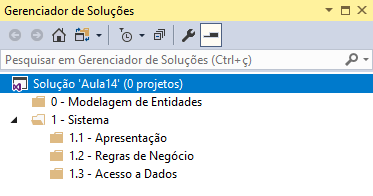 Gerenciador de Soluções
Pesquisar em Gerenciador de Soluções (Ctrl+ç)
Solução 'Aula14' (0 projetos)
0 - Modelagem de Entidades
1 - Sistema
1.1 - Apresentação
1.2 - Regras de Negócio
1.3 - Acesso a Dados